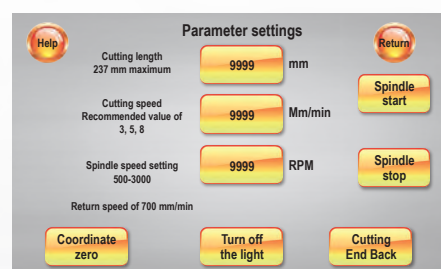 Parameter settings
Help
Return
Cutting length
237 mm maximum
9999
mm
Spindle
start
Cutting speed
Recommended value of
3, 5, 8
9999
Mm/min
Spindle speed setting
500-3000
9999
RPM
Spindle
stop
Return speed of 700 mm/min
Coordinate
zero
Turn off
the light
Cutting
End Back